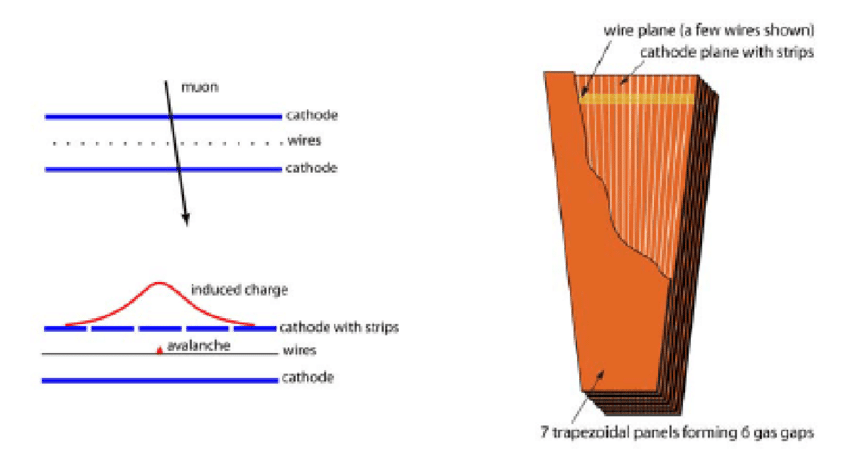 muon
cathode
wires
cathode
induced charge
cathode with strips
avalanche
wires
cathode
wire plane (a few wires shown)
cathode plane with strips
7 trapezoidal panels forming 6 gas gaps